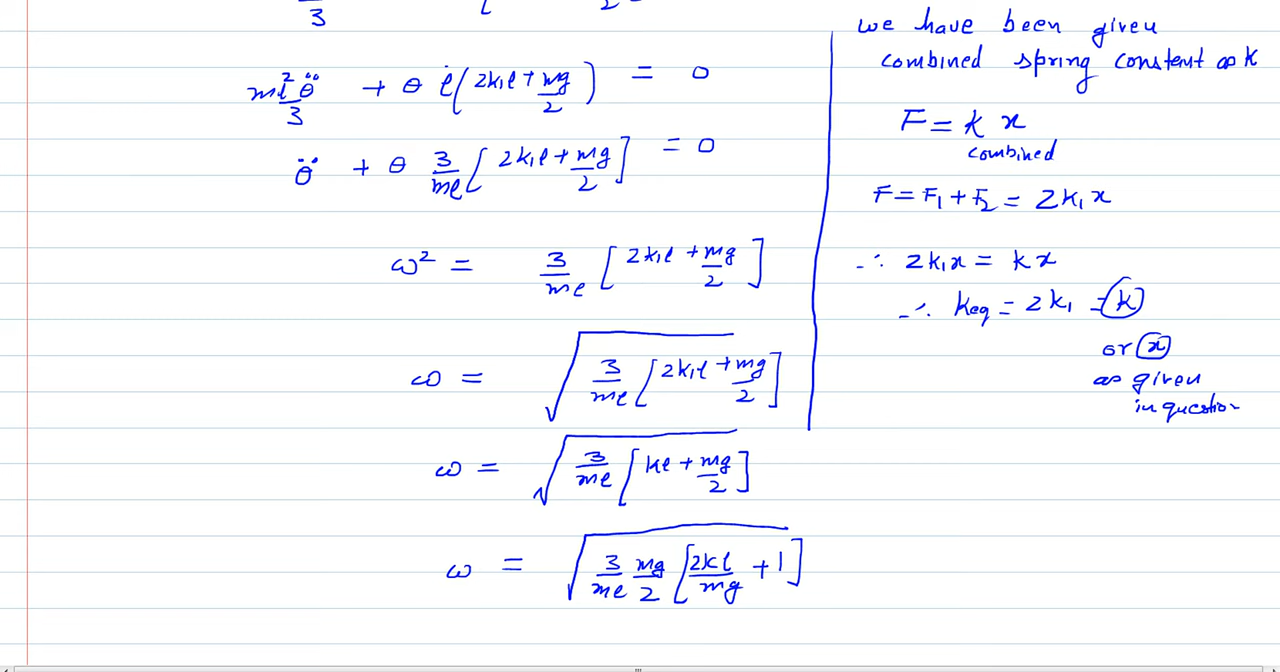 3 l 2
ml²/3 θ̈ + θ l(2k₁l + mg/2) = 0
θ̈ + θ 3/ml [2k₁l + mg/2] = 0
ω² = 3/ml [2k₁l + mg/2]
ω = √(3/ml [2k₁l + mg/2])
ω = √(3/ml [kl + mg/2])
ω = √(3/ml mg/2 [2kl/mg + 1])
we have been given
combined spring constant as K
F = k x
combined
F = F₁ + F₂ = 2k₁x
∴ 2k₁x = kx
∴ keq = 2k₁ = k
or x
as given
in question